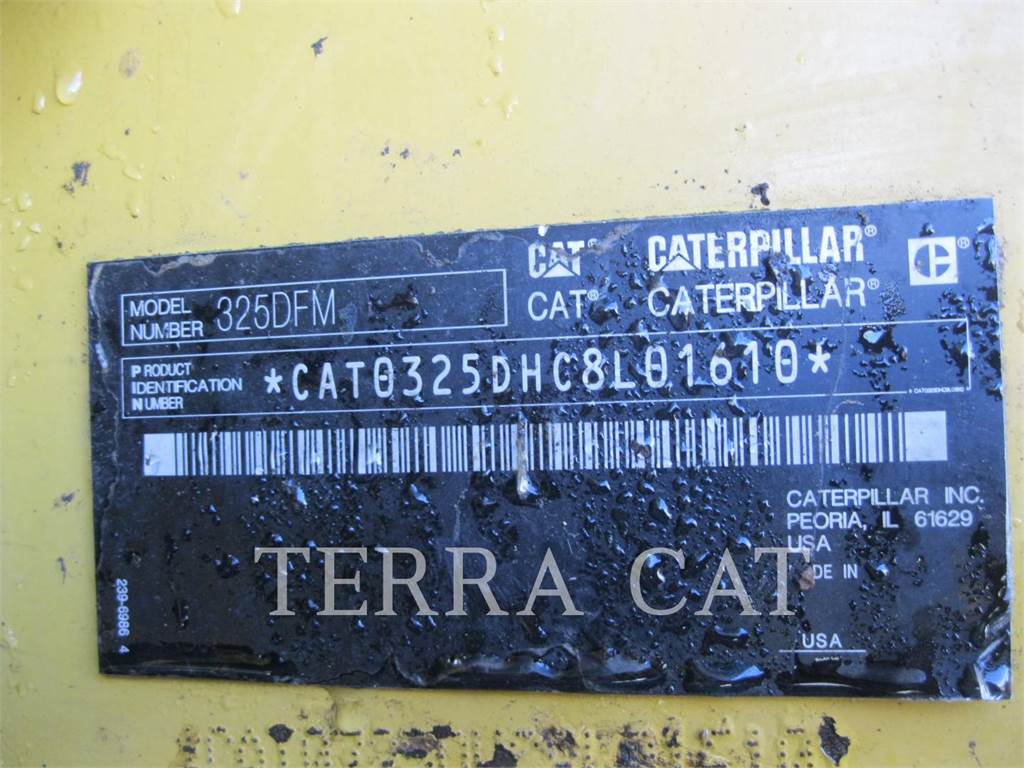 CAT® CATERPILLAR®
CAT® CATERPILLAR®
MODEL NUMBER 325DFM
PRODUCT IDENTIFICATION NUMBER *CAT0325DHC8L01610*
CATERPILLAR INC.
PEORIA, IL 61629
USA
DE IN
USA
239-6986 4
TERRA CAT